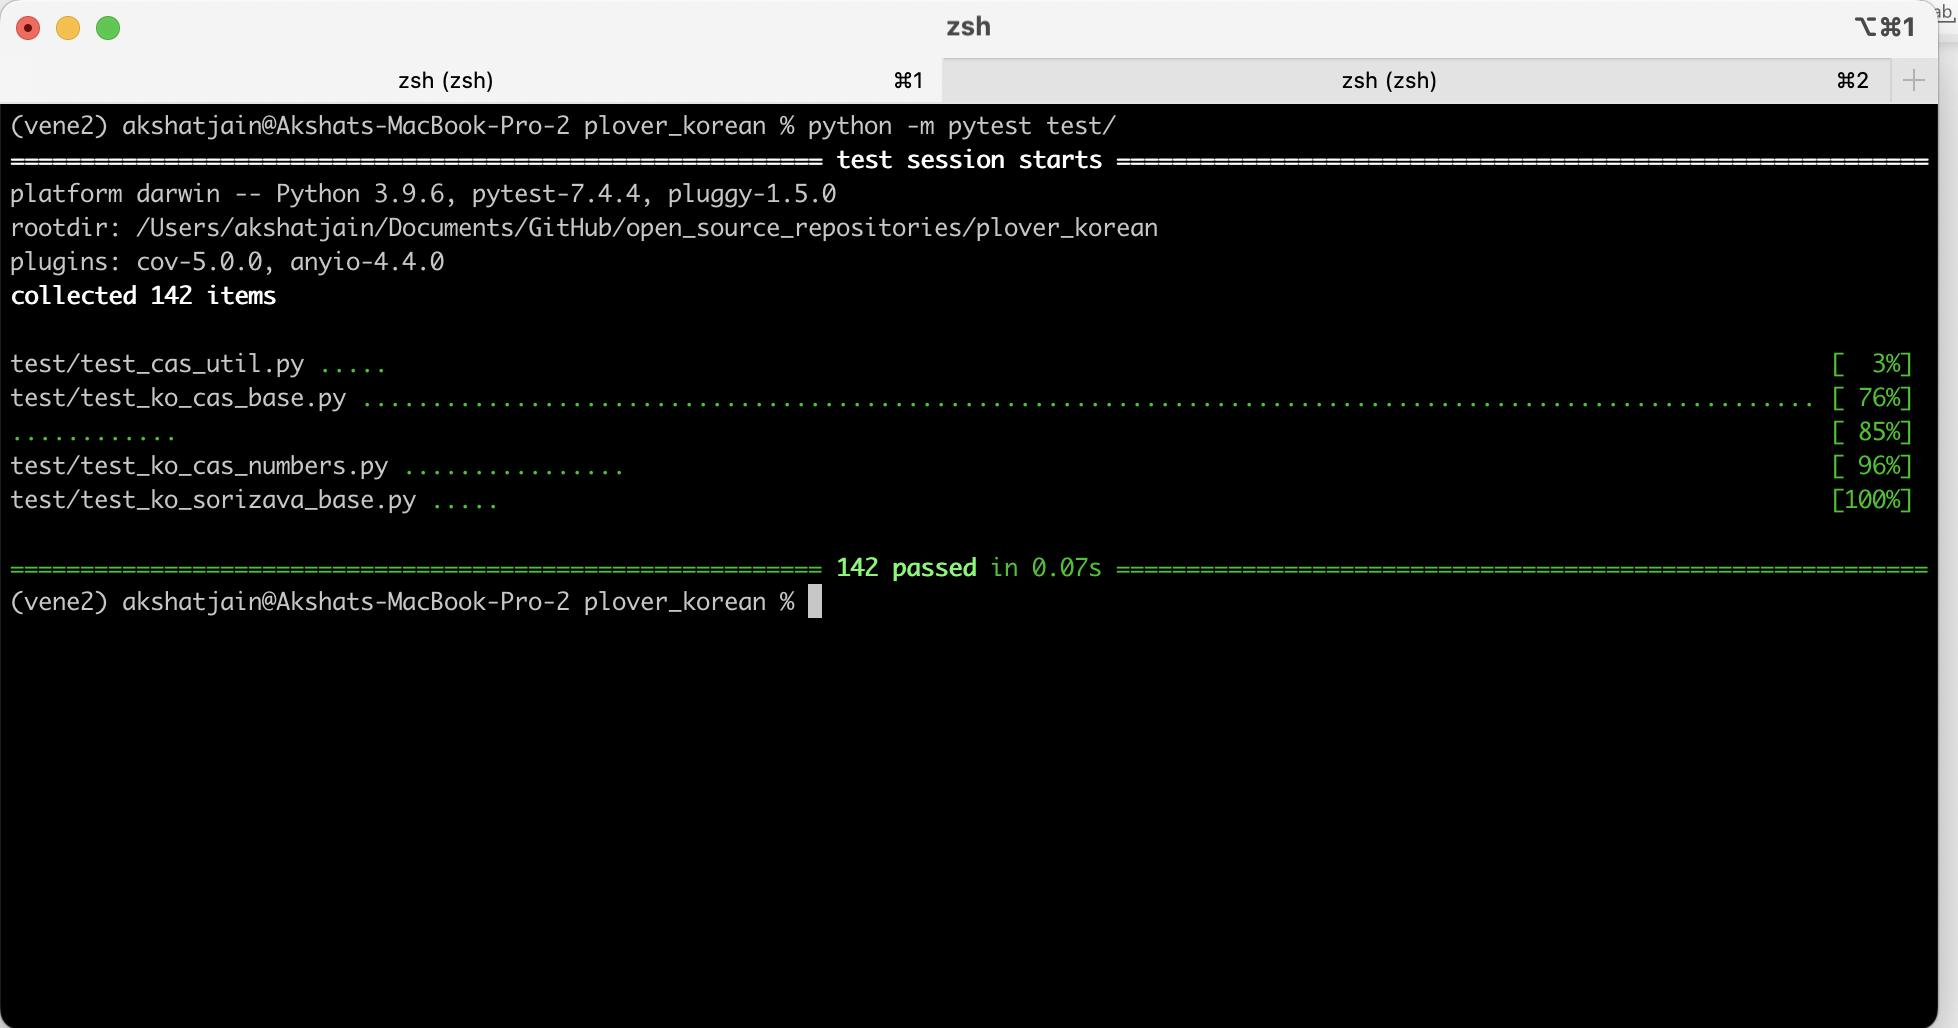 zsh
⌥⌘1
ab
zsh (zsh) ⌘1 zsh (zsh) ⌘2 +
(vene2) akshatjain@Akshats-MacBook-Pro-2 plover_korean % python -m pytest test/
========================================================== test session starts ==========================================================
platform darwin -- Python 3.9.6, pytest-7.4.4, pluggy-1.5.0
rootdir: /Users/akshatjain/Documents/GitHub/open_source_repositories/plover_korean
plugins: cov-5.0.0, anyio-4.4.0
collected 142 items
test/test_cas_util.py ..... [  3%]
test/test_ko_cas_base.py ........................................................................................................ [ 76%]
............ [ 85%]
test/test_ko_cas_numbers.py ................ [ 96%]
test/test_ko_sorizava_base.py ..... [100%]
========================================================== 142 passed in 0.07s ==========================================================
(vene2) akshatjain@Akshats-MacBook-Pro-2 plover_korean %